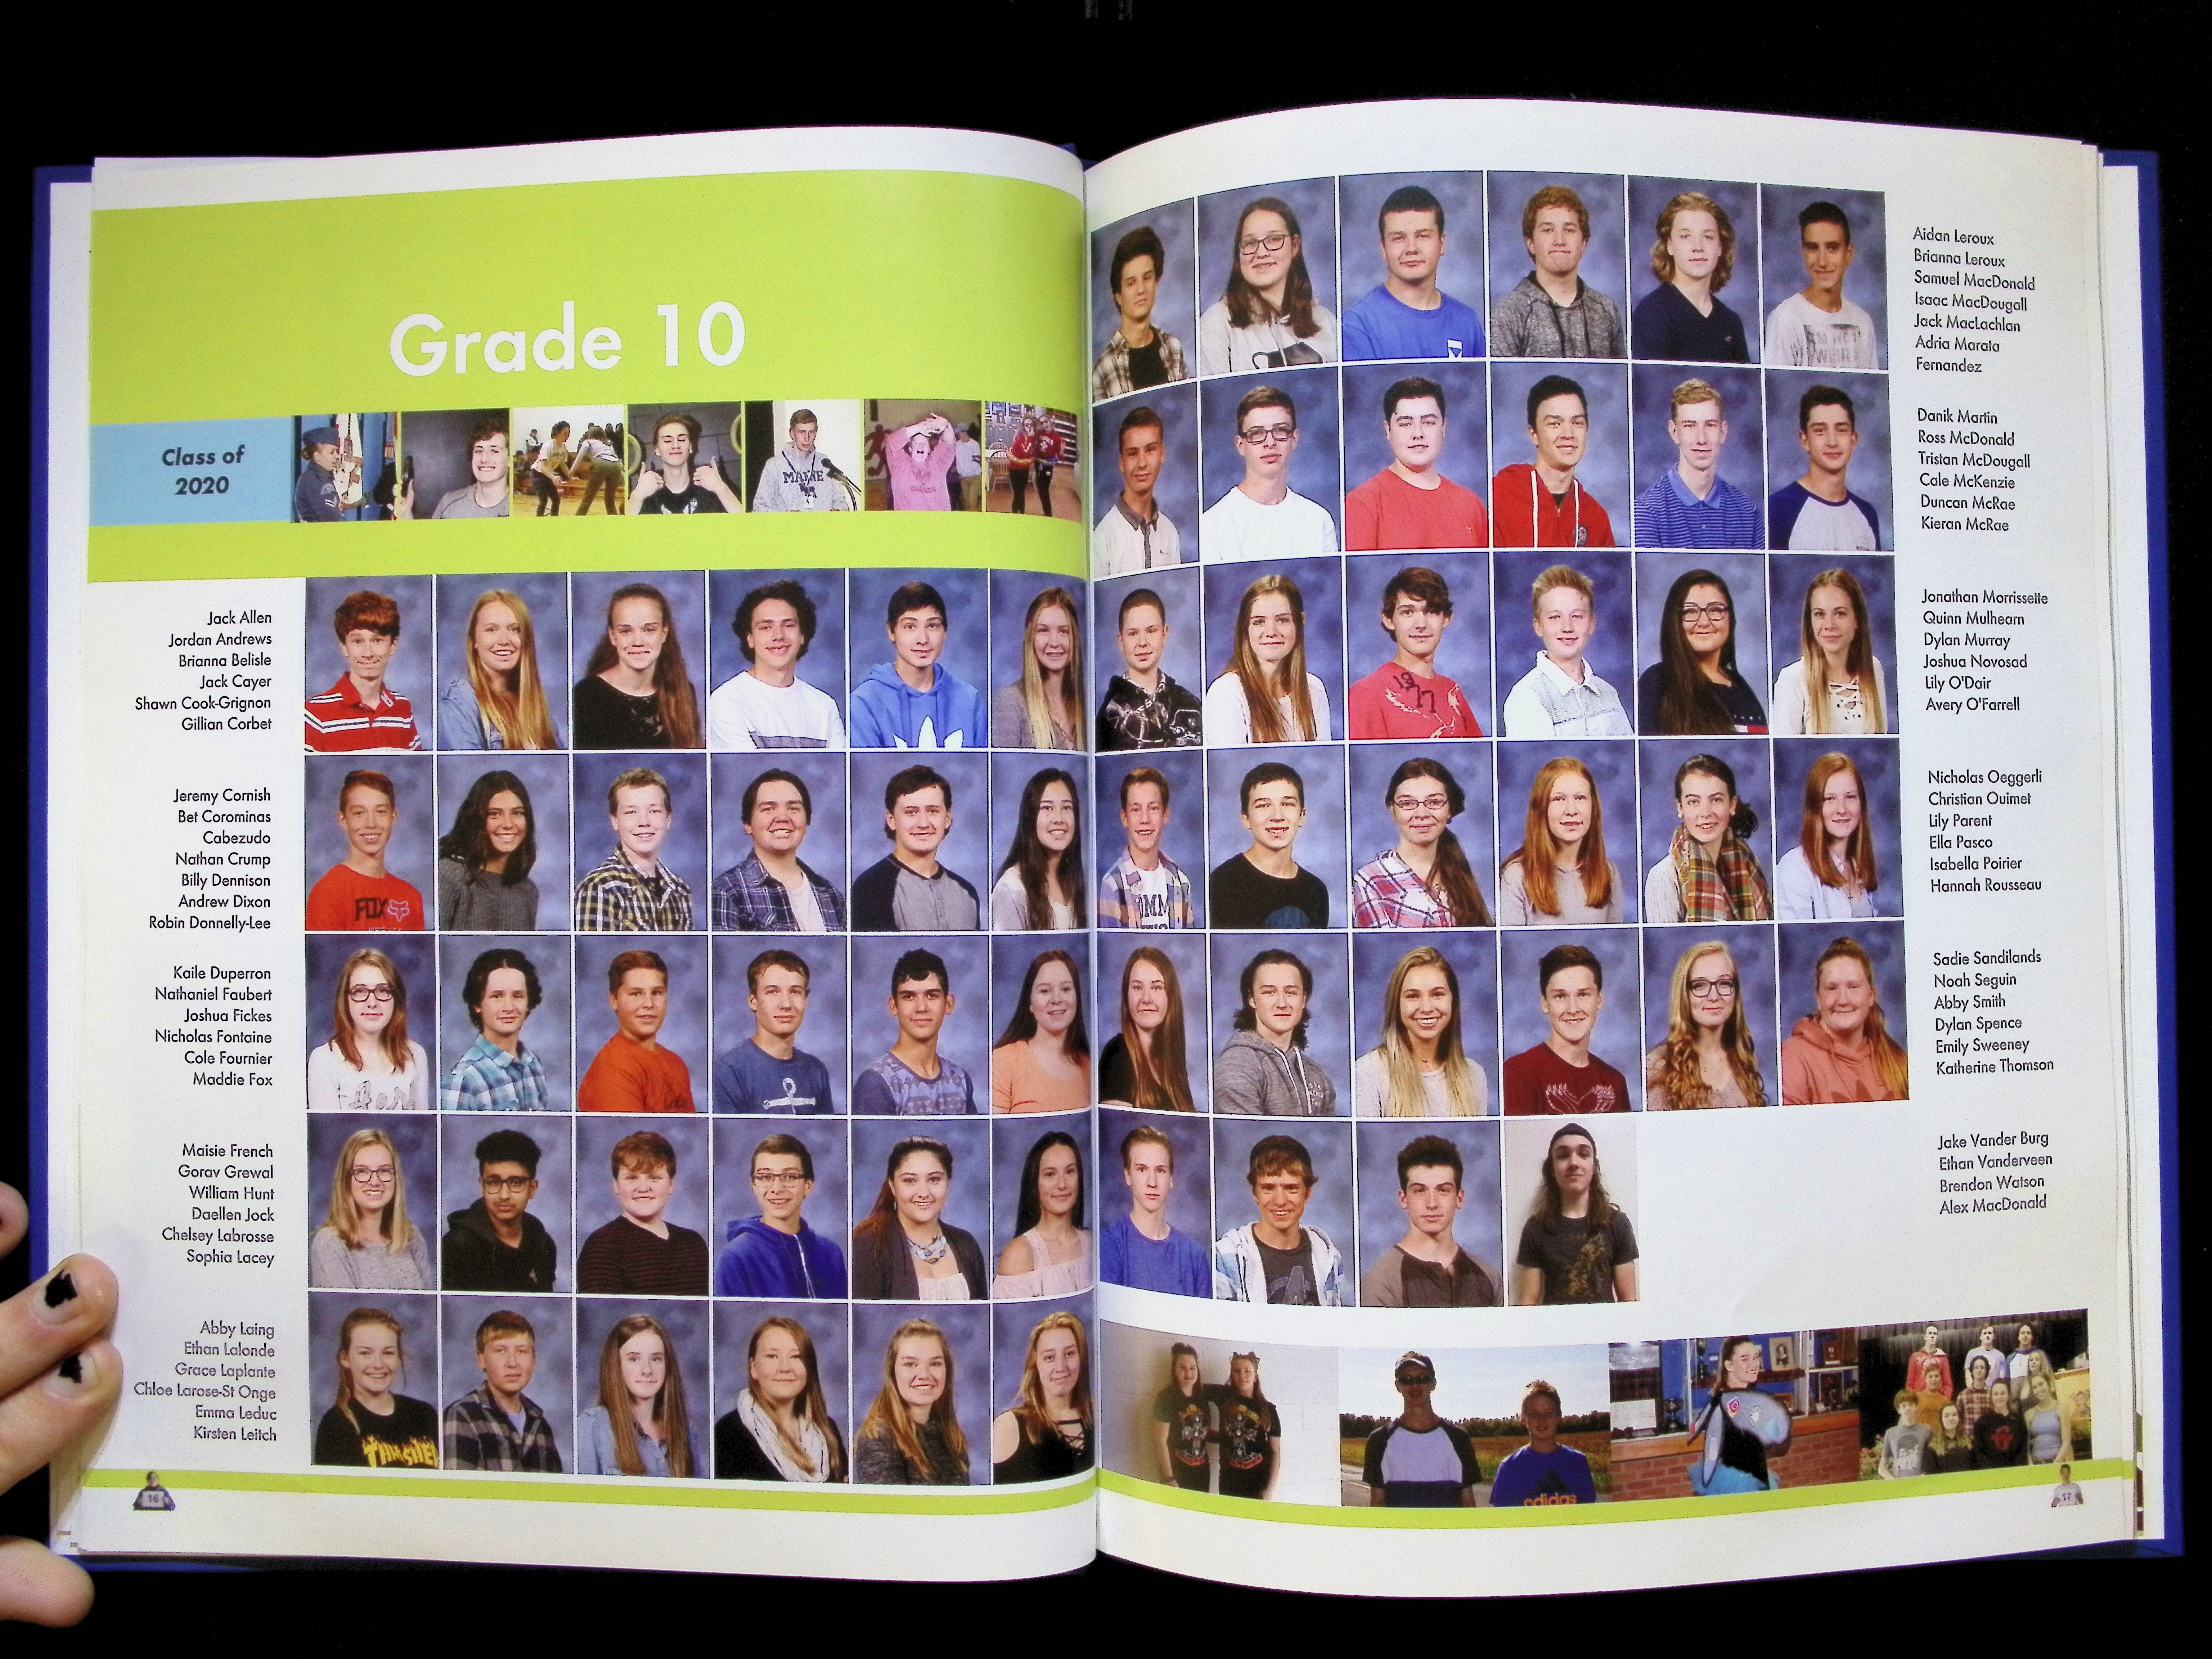 Grade 10
Class of
2020
MAINE
Jack Allen
Jordan Andrews
Brianna Belisle
Jack Cayer
Shawn Cook-Grignon
Gillian Corbet
Jeremy Cornish
Bet Corominas
Cabezudo
Nathan Crump
Billy Dennison
Andrew Dixon
Robin Donnelly-Lee
FOX
Kaile Duperron
Nathaniel Faubert
Joshua Fickes
Nicholas Fontaine
Cole Fournier
Maddie Fox
Maisie French
Gorav Grewal
William Hunt
Daellen Jock
Chelsey Labrosse
Sophia Lacey
Abby Laing
Ethan Lalonde
Grace Laplante
Chloe Larose-St Onge
Emma Leduc
Kirsten Leitch
16
Aidan Leroux
Brianna Leroux
Samuel MacDonald
Isaac MacDougall
Jack MacLachlan
Adria Marata
Fernandez
Danik Martin
Ross McDonald
Tristan McDougall
Cale McKenzie
Duncan McRae
Kieran McRae
Jonathan Morrissette
Quinn Mulhearn
Dylan Murray
Joshua Novosad
Lily O'Dair
Avery O'Farrell
1977
Nicholas Oeggerli
Christian Ouimet
Lily Parent
Ella Pasco
Isabella Poirier
Hannah Rousseau
Sadie Sandilands
Noah Seguin
Abby Smith
Dylan Spence
Emily Sweeney
Katherine Thomson
Jake Vander Burg
Ethan Vanderveen
Brendon Watson
Alex MacDonald
adidas
17